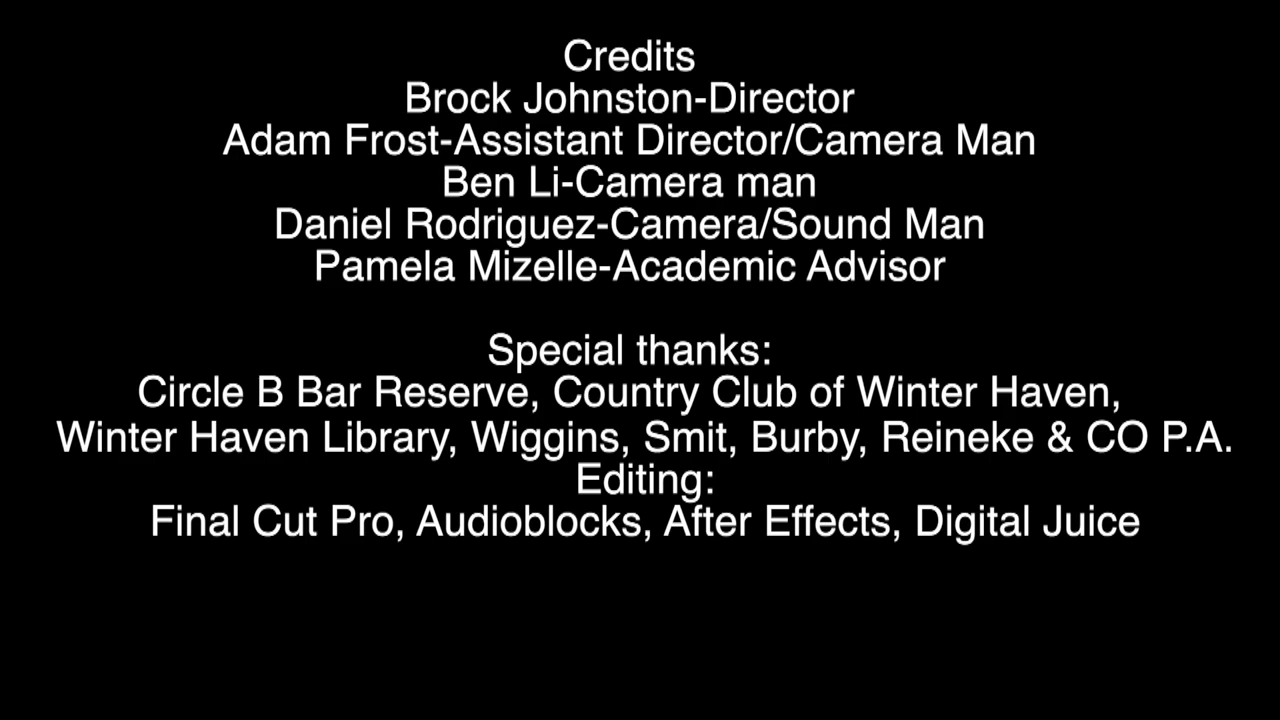 Credits
Brock Johnston-Director
Adam Frost-Assistant Director/Camera Man
Ben Li-Camera man
Daniel Rodriguez-Camera/Sound Man
Pamela Mizelle-Academic Advisor
Special thanks:
Circle B Bar Reserve, Country Club of Winter Haven,
Winter Haven Library, Wiggins, Smit, Burby, Reineke & CO P.A.
Editing:
Final Cut Pro, Audioblocks, After Effects, Digital Juice